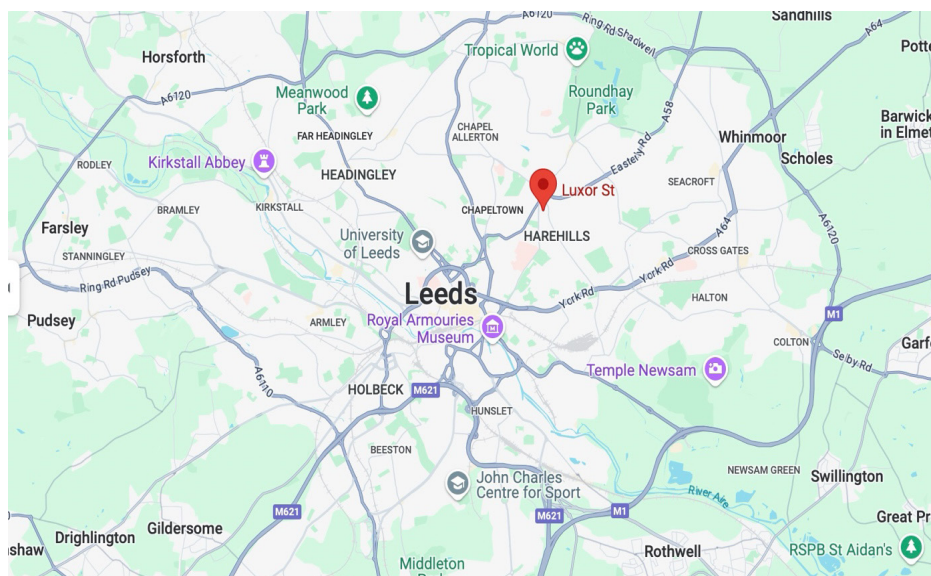 A6120
Ring Rd Shadwell
Sandhills
A64
Horsforth
Tropical World
Potte
A6120
Meanwood
Park
Roundhay
Park
A58
Barwick
in Elmet
CHAPEL
ALLERTON
FAR HEADINGLEY
Whinmoor
Easterly Rd
Scholes
RODLEY
Kirkstall Abbey
HEADINGLEY
Luxor St
SEACROFT
BRAMLEY
KIRKSTALL
CHAPELTOWN
Farsley
University
of Leeds
HAREHILLS
A64
A6120
STANNINGLEY
CROSS GATES
Ring Rd Pudsey
York Rd
York Rd
Leeds
HALTON
Pudsey
ARMLEY
Royal Armouries
Museum
M1
COLTON
Garf
Selby Rd
A6110
Temple Newsam
HOLBECK
M621
HUNSLET
BEESTON
NEWSAM GREEN
Swillington
John Charles
Centre for Sport
River Aire
M621
M621
M1
Great Pr
Gildersome
Drighlington
shaw
Rothwell
RSPB St Aidan's
Middleton